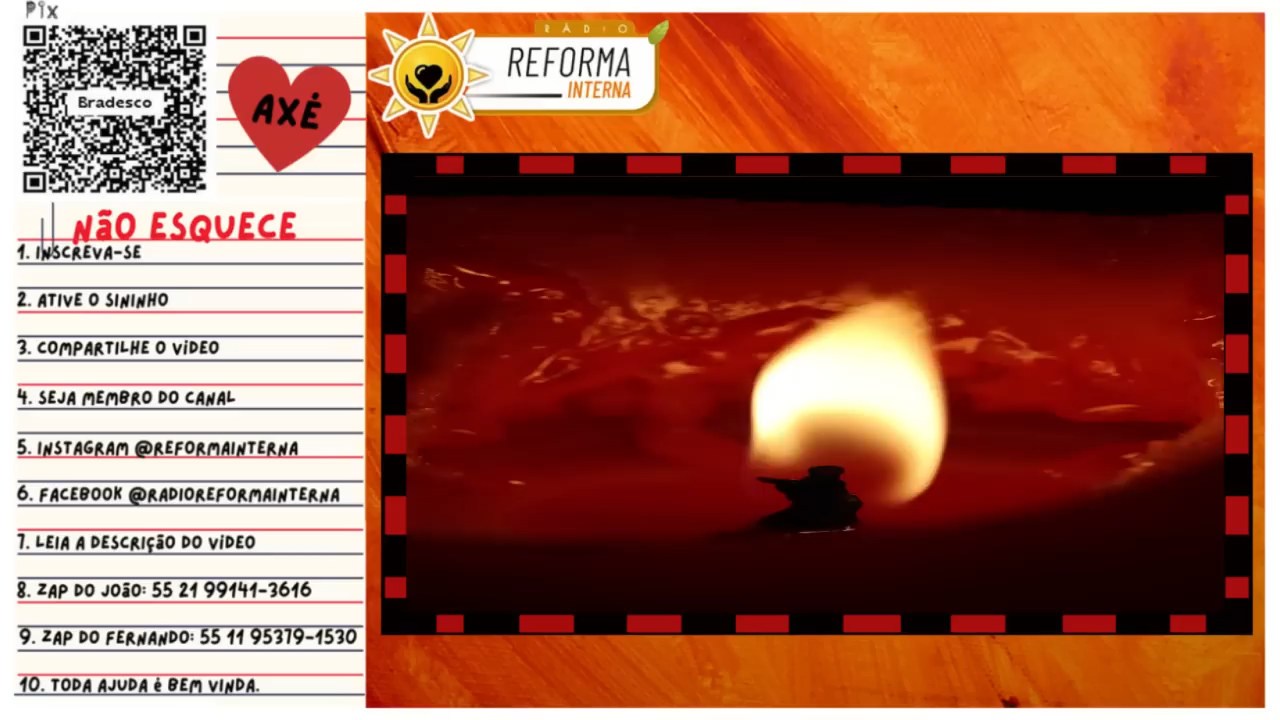 Pix
Bradesco
AXÉ
RÁDIO
REFORMA
INTERNA
NÃO ESQUECE
1. INSCREVA-SE
2. ATIVE O SININHO
3. COMPARTILHE O VÍDEO
4. SEJA MEMBRO DO CANAL
5. INSTAGRAM @REFORMAINTERNA
6. FACEBOOK @RADIOREFORMAINTERNA
7. LEIA A DESCRIÇÃO DO VÍDEO
8. ZAP DO JOÃO: 55 21 99141-3616
9. ZAP DO FERNANDO: 55 11 95379-1530
10. TODA AJUDA É BEM VINDA.